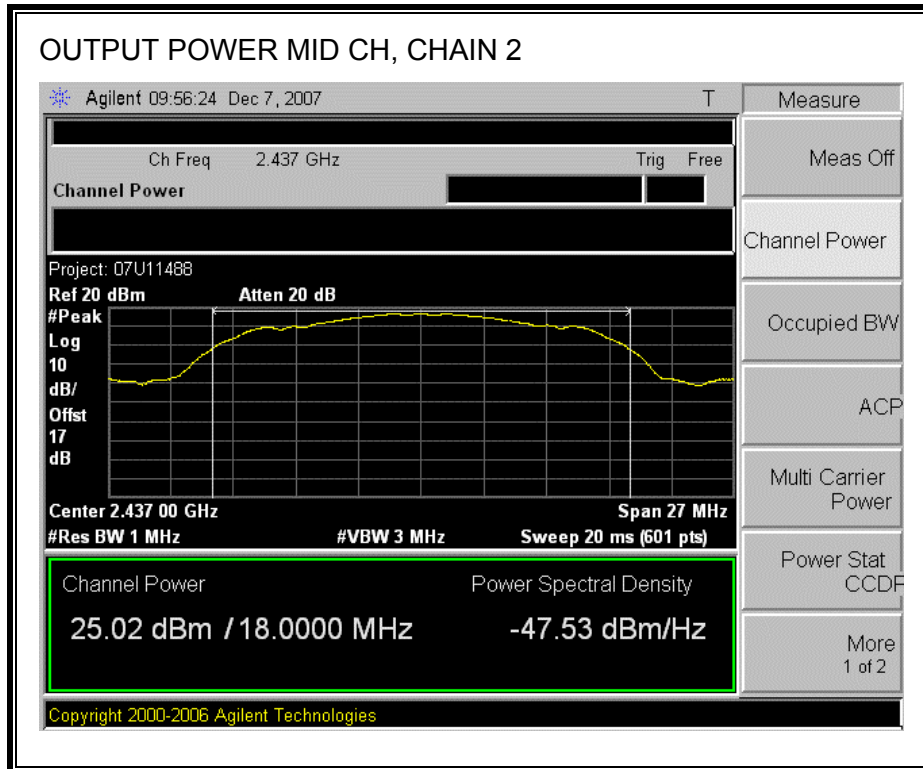 OUTPUT POWER MID CH, CHAIN 2
Agilent 09:56:24 Dec 7, 2007 T
Measure
Ch Freq 2.437 GHz Trig Free
Meas Off
Channel Power
Channel Power
Project: 07U11488
Ref 20 dBm Atten 20 dB
#Peak
Log
10
dB/
Offst
17
dB
Occupied BW
ACP
Multi Carrier
Power
Center 2.437 00 GHz Span 27 MHz
#Res BW 1 MHz #VBW 3 MHz Sweep 20 ms (601 pts)
Power Stat
CCDF
Channel Power Power Spectral Density
25.02 dBm / 18.0000 MHz -47.53 dBm/Hz
More
1 of 2
Copyright 2000-2006 Agilent Technologies